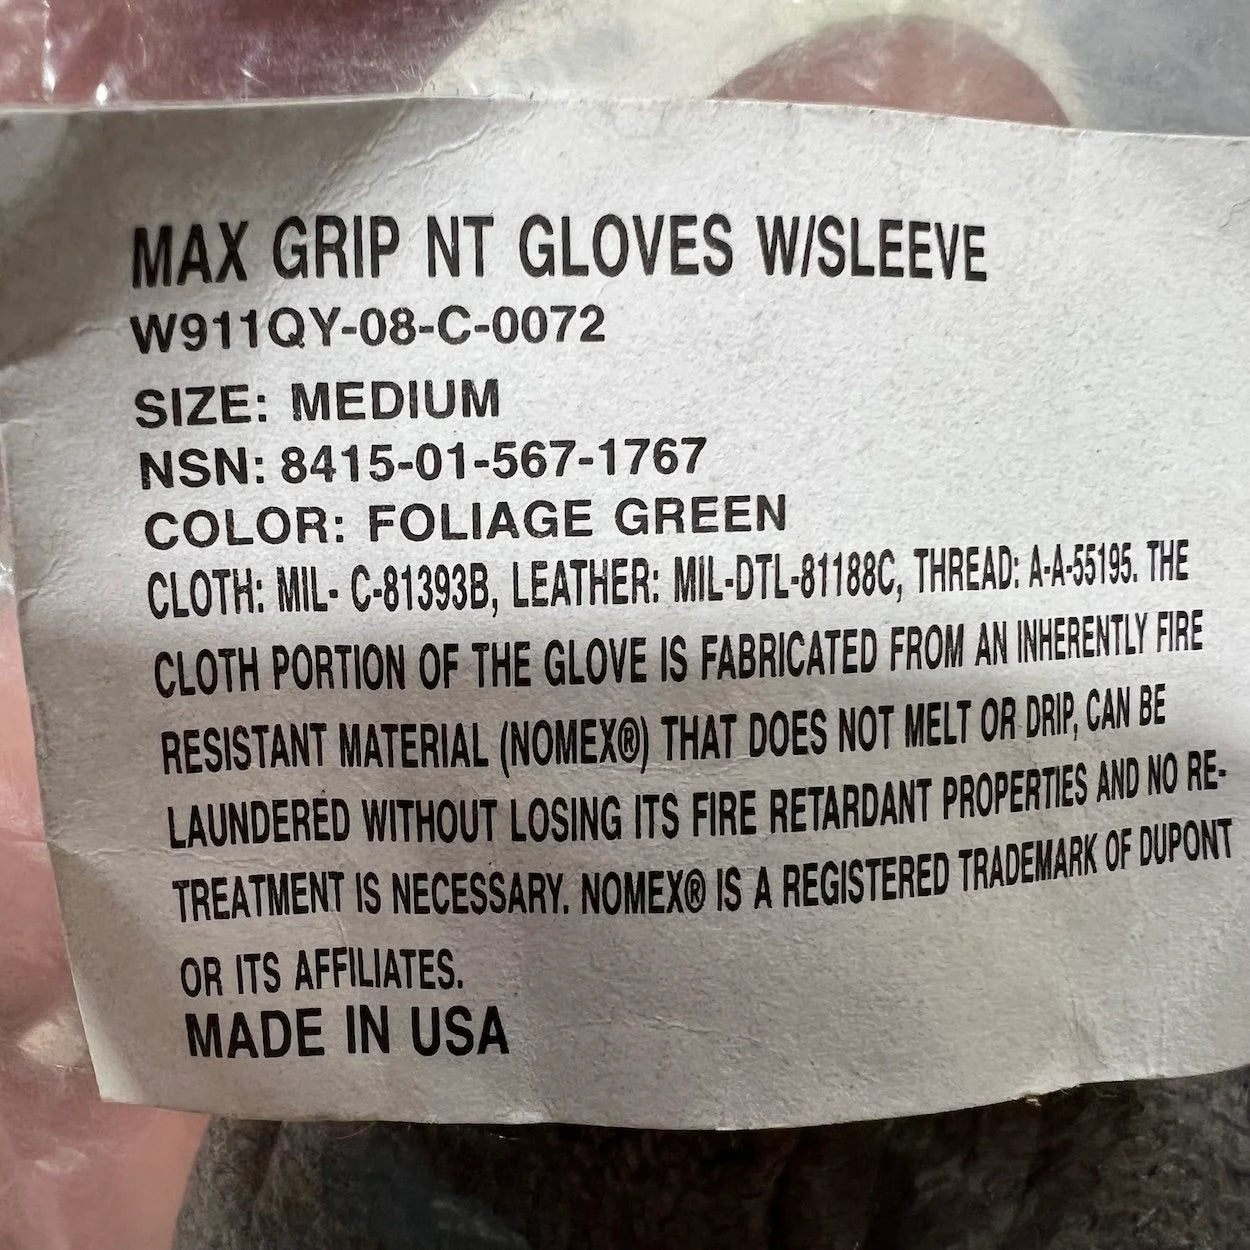 MAX GRIP NT GLOVES W/SLEEVE
W911QY-08-C-0072
SIZE: MEDIUM
NSN: 8415-01-567-1767
COLOR: FOLIAGE GREEN
CLOTH: MIL- C-81393B, LEATHER: MIL-DTL-81188C, THREAD: A-A-55195. THE
CLOTH PORTION OF THE GLOVE IS FABRICATED FROM AN INHERENTLY FIRE
RESISTANT MATERIAL (NOMEX®) THAT DOES NOT MELT OR DRIP, CAN BE
LAUNDERED WITHOUT LOSING ITS FIRE RETARDANT PROPERTIES AND NO RE-
TREATMENT IS NECESSARY. NOMEX® IS A REGISTERED TRADEMARK OF DUPONT
OR ITS AFFILIATES.
MADE IN USA